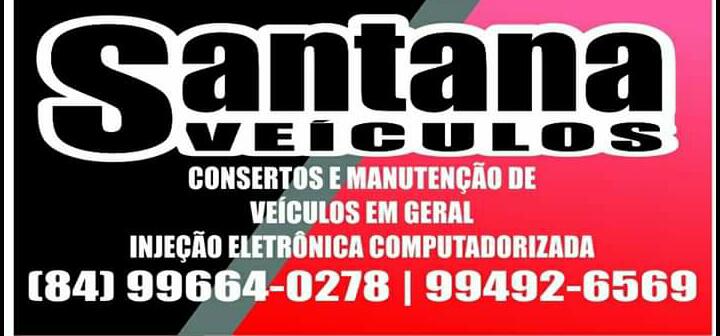 Santana
VEÍCULOS
CONSERTOS E MANUTENÇÃO DE
VEÍCULOS EM GERAL
INJEÇÃO ELETRÔNICA COMPUTADORIZADA
(84) 99664-0278 | 99492-6569